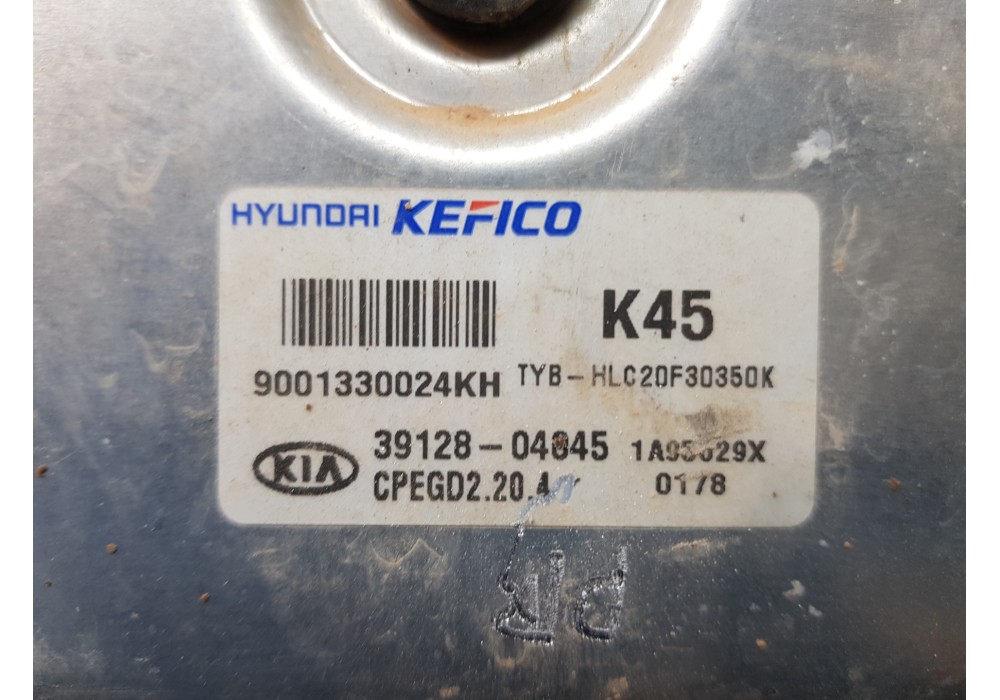 HYUNDAI KEFICO
K45
9001330024KH
TYB-HLC20F30350K
KIA
39128-04845
CPEGD2.20.4
0178